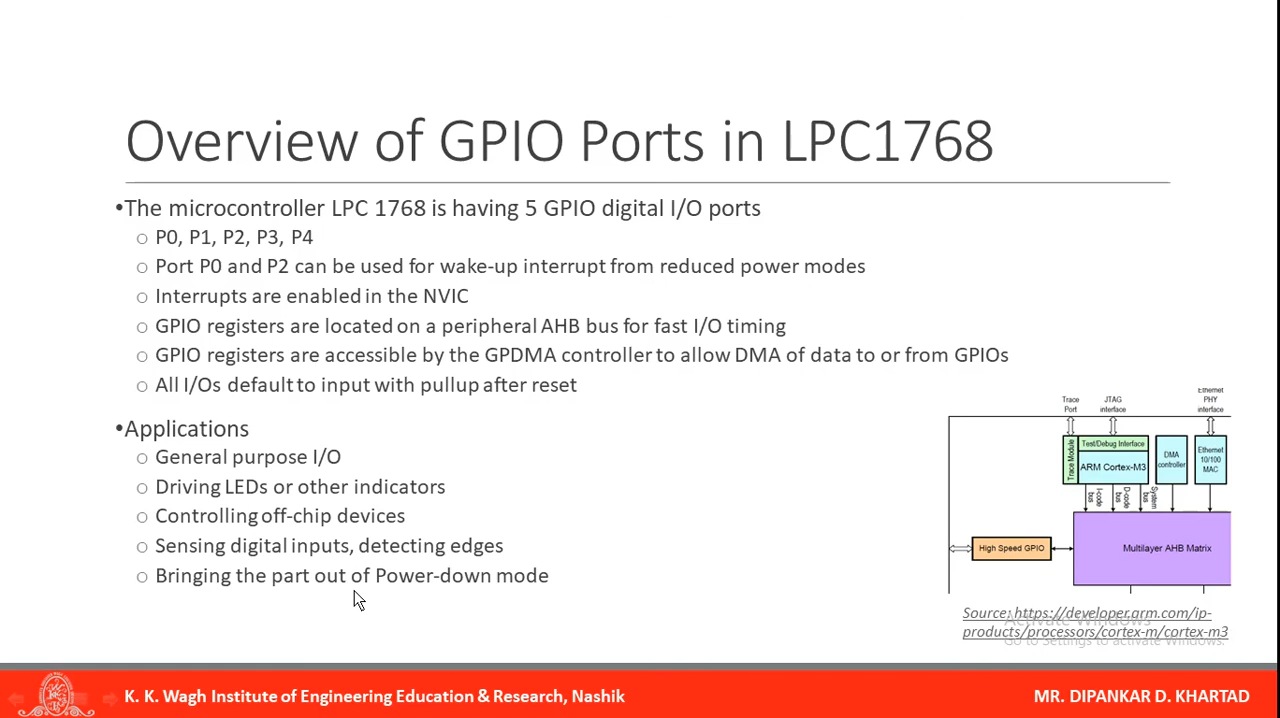 Overview of GPIO Ports in LPC1768
•The microcontroller LPC 1768 is having 5 GPIO digital I/O ports
○ P0, P1, P2, P3, P4
○ Port P0 and P2 can be used for wake-up interrupt from reduced power modes
○ Interrupts are enabled in the NVIC
○ GPIO registers are located on a peripheral AHB bus for fast I/O timing
○ GPIO registers are accessible by the GPDMA controller to allow DMA of data to or from GPIOs
○ All I/Os default to input with pullup after reset
•Applications
○ General purpose I/O
○ Driving LEDs or other indicators
○ Controlling off-chip devices
○ Sensing digital inputs, detecting edges
○ Bringing the part out of Power-down mode
Trace
Port
JTAG
interface
Ethernet
PHY
interface
Trace Module
Test/Debug Interface
ARM Cortex-M3
DMA
controller
Ethernet
10/100
MAC
I-code
bus
D-code
bus
System
bus
High Speed GPIO
Multilayer AHB Matrix
Source: https://developer.arm.com/ip-
products/processors/cortex-m/cortex-m3
Activate Windows
Go to Settings to activate Windows.
K. K. Wagh Institute of Engineering Education & Research, Nashik
MR. DIPANKAR D. KHARTAD